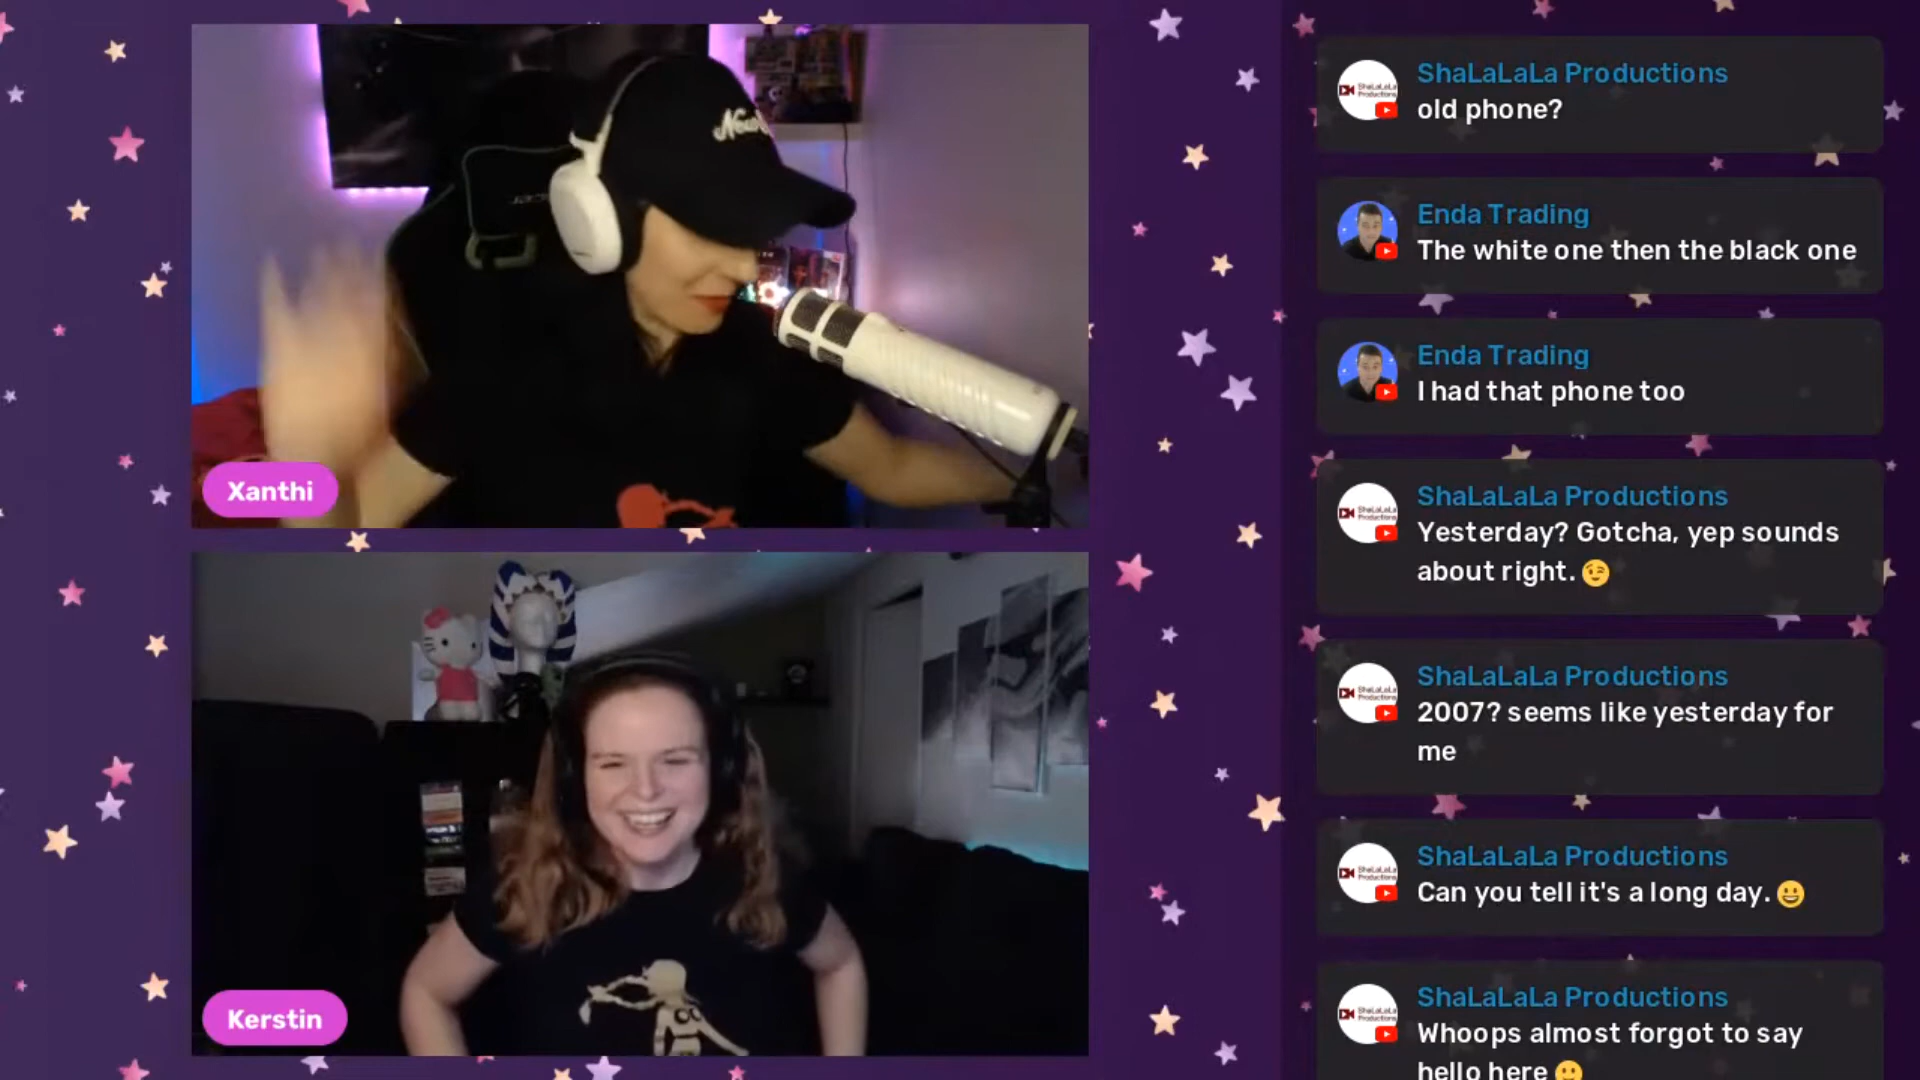 New
Xanthi
Kerstin
ShaLaLaLa Productions
old phone?
Enda Trading
The white one then the black one
Enda Trading
I had that phone too
ShaLaLaLa Productions
Yesterday? Gotcha, yep sounds
about right. 😉
ShaLaLaLa Productions
2007? seems like yesterday for
me
ShaLaLaLa Productions
Can you tell it's a long day. 😀
ShaLaLaLa Productions
Whoops almost forgot to say
hello here 🙂